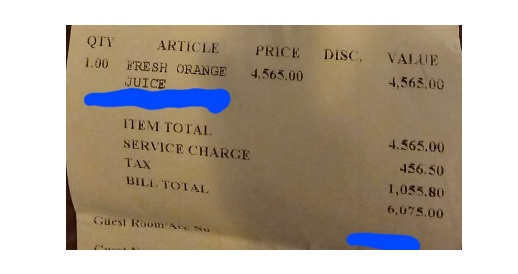 QTY ARTICLE PRICE DISC. VALUE
1.00 FRESH ORANGE 4,565.00 4,565.00
JUICE
ITEM TOTAL 4,565.00
SERVICE CHARGE 456.50
TAX 1,055.80
BILL TOTAL 6,075.00
Guest Room/Acc No